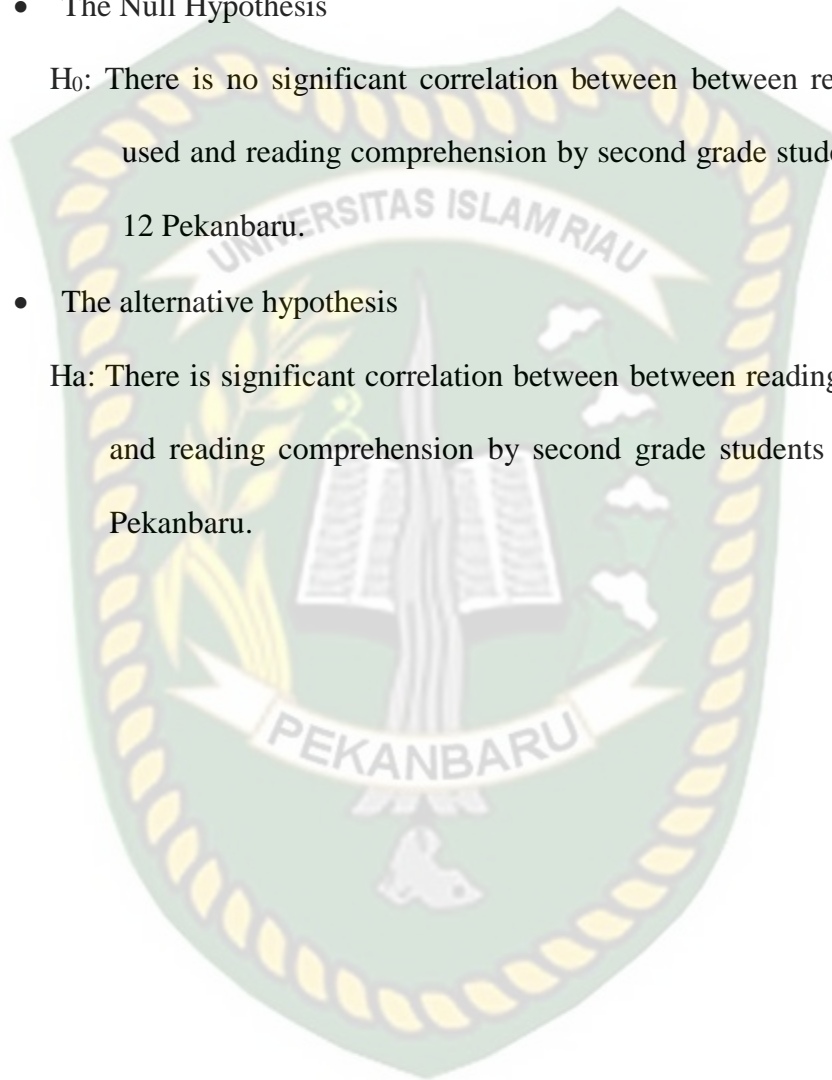 • The Null Hypothesis
H₀: There is no significant correlation between between
used and reading comprehension by second grade
12 Pekanbaru.
UNIVERSITAS ISLAM RIAU
• The alternative hypothesis
Ha: There is significant correlation between between reading
and reading comprehension by second grade students
Pekanbaru.
PEKANBARU